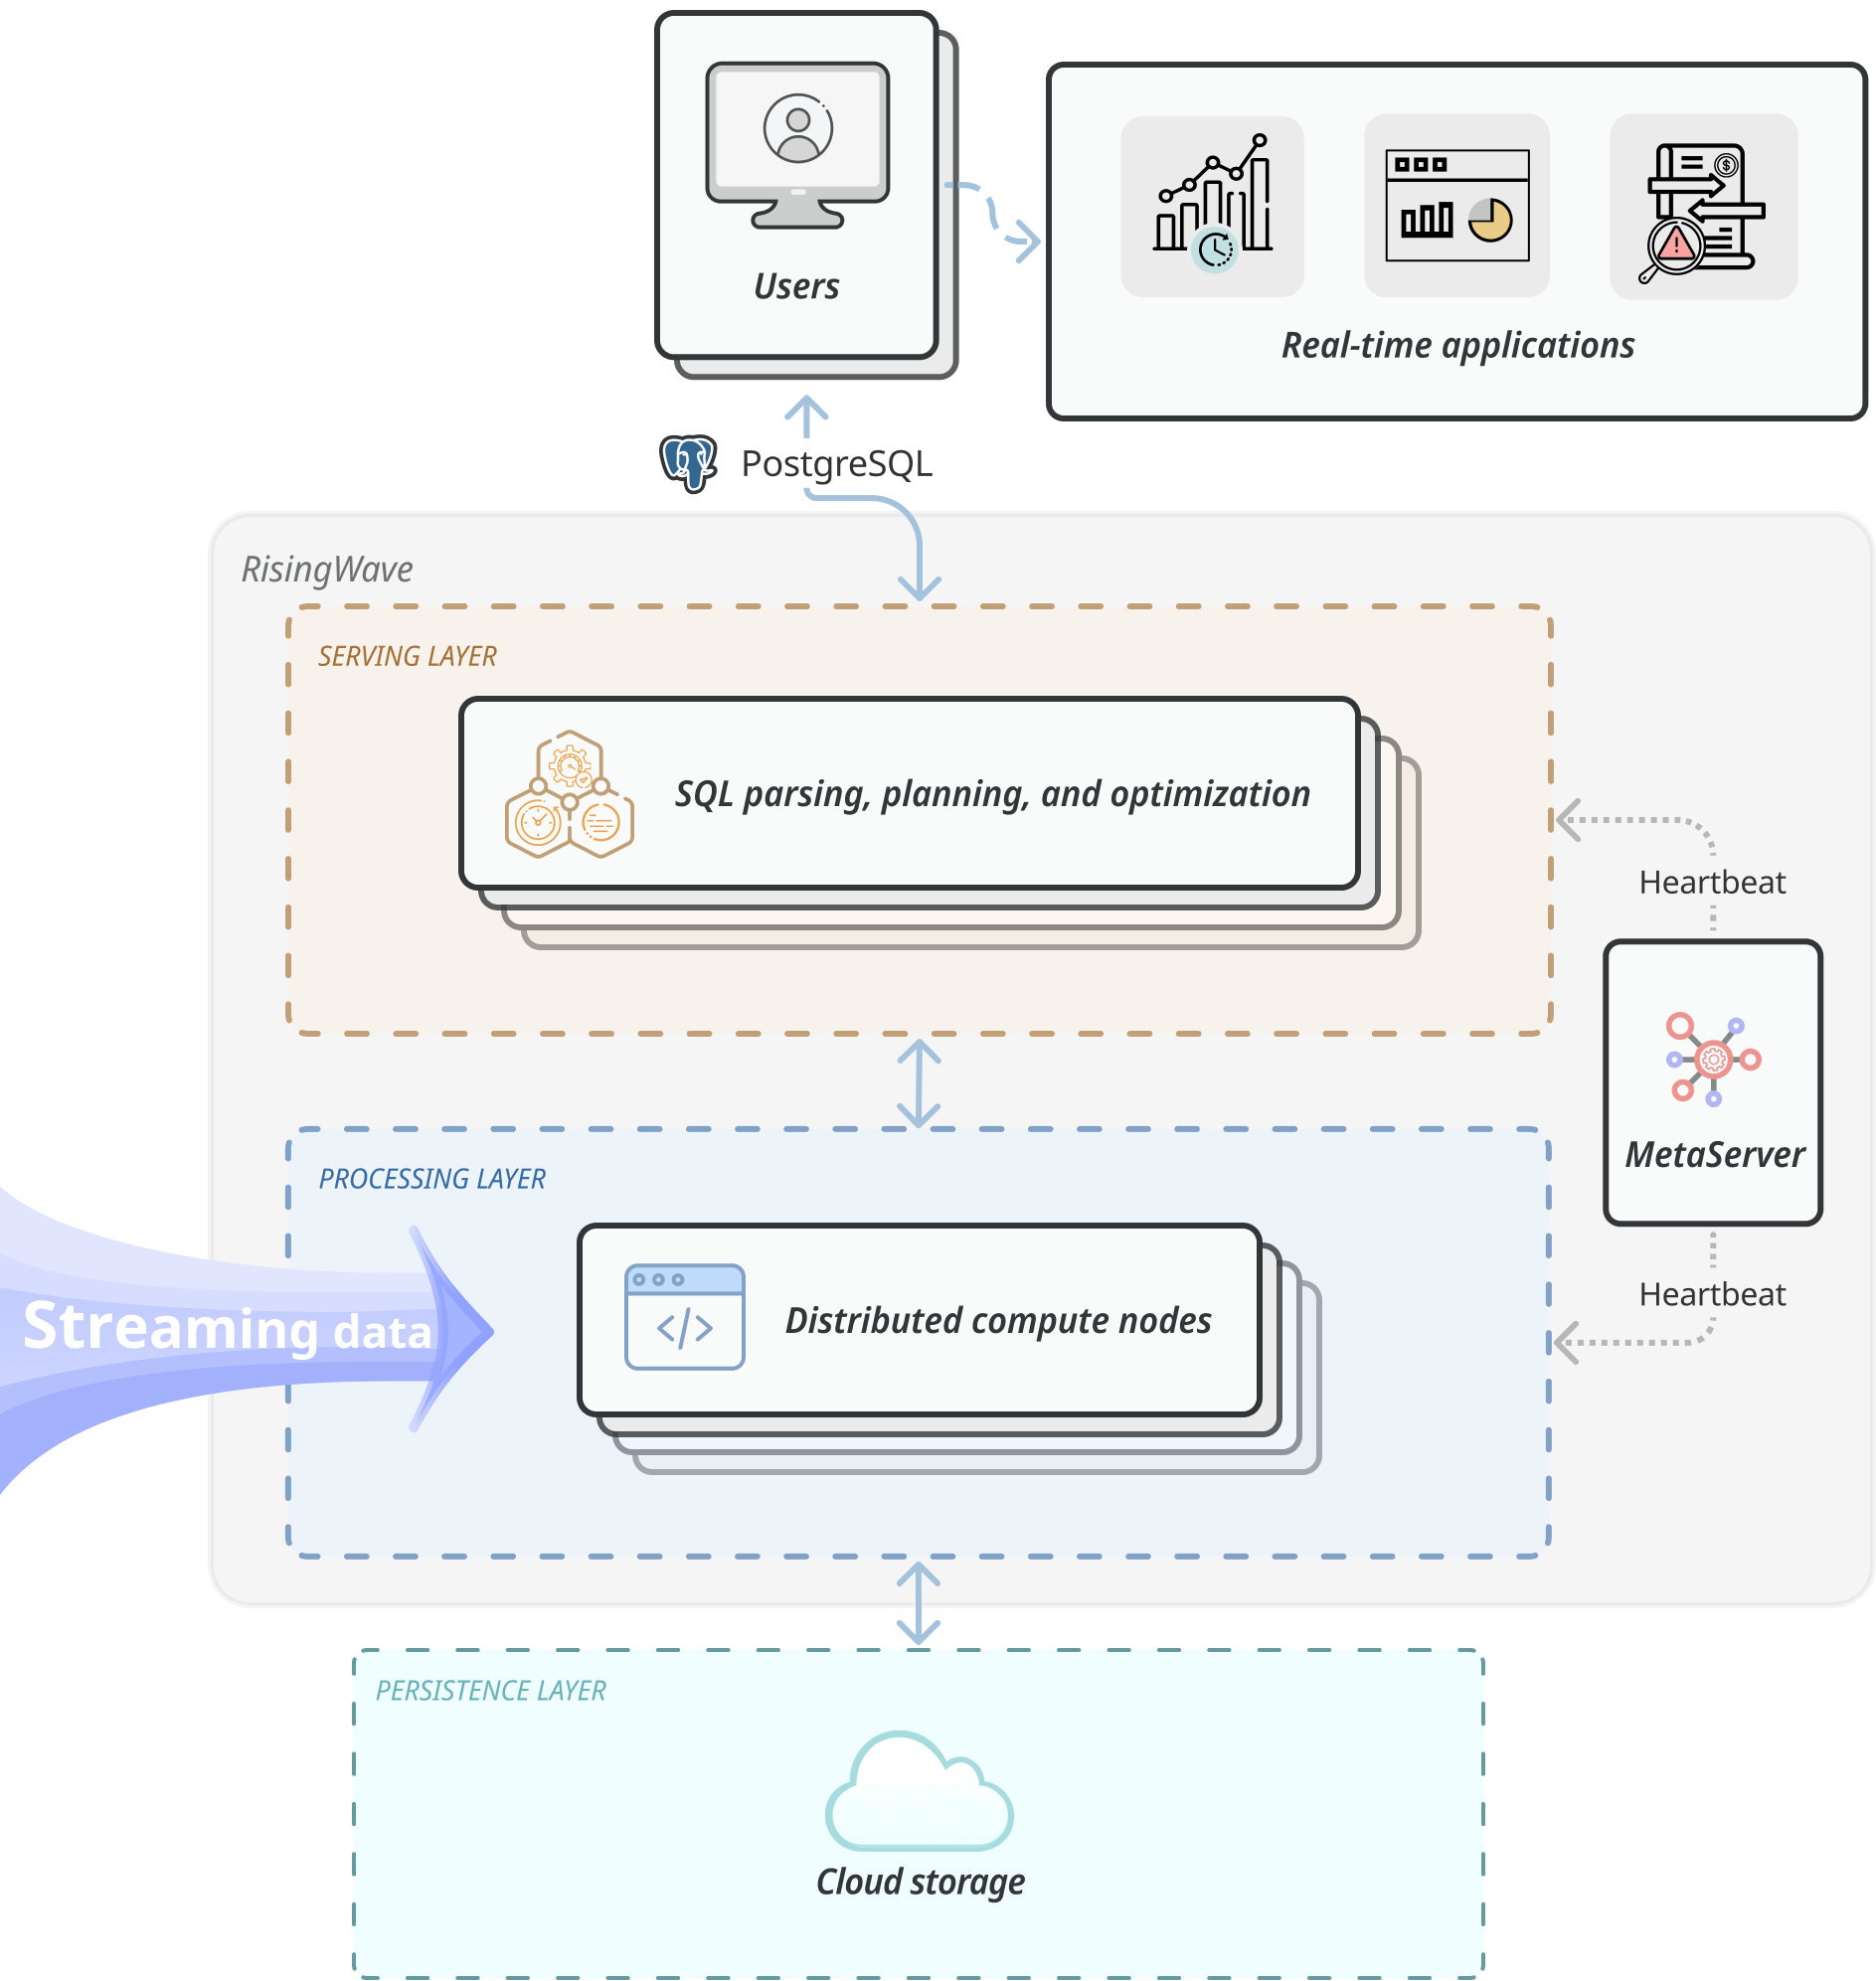 Users
Real-time applications
PostgreSQL
RisingWave
SERVING LAYER
SQL parsing, planning, and optimization
Heartbeat
MetaServer
PROCESSING LAYER
Streaming data
Distributed compute nodes
Heartbeat
PERSISTENCE LAYER
Cloud storage